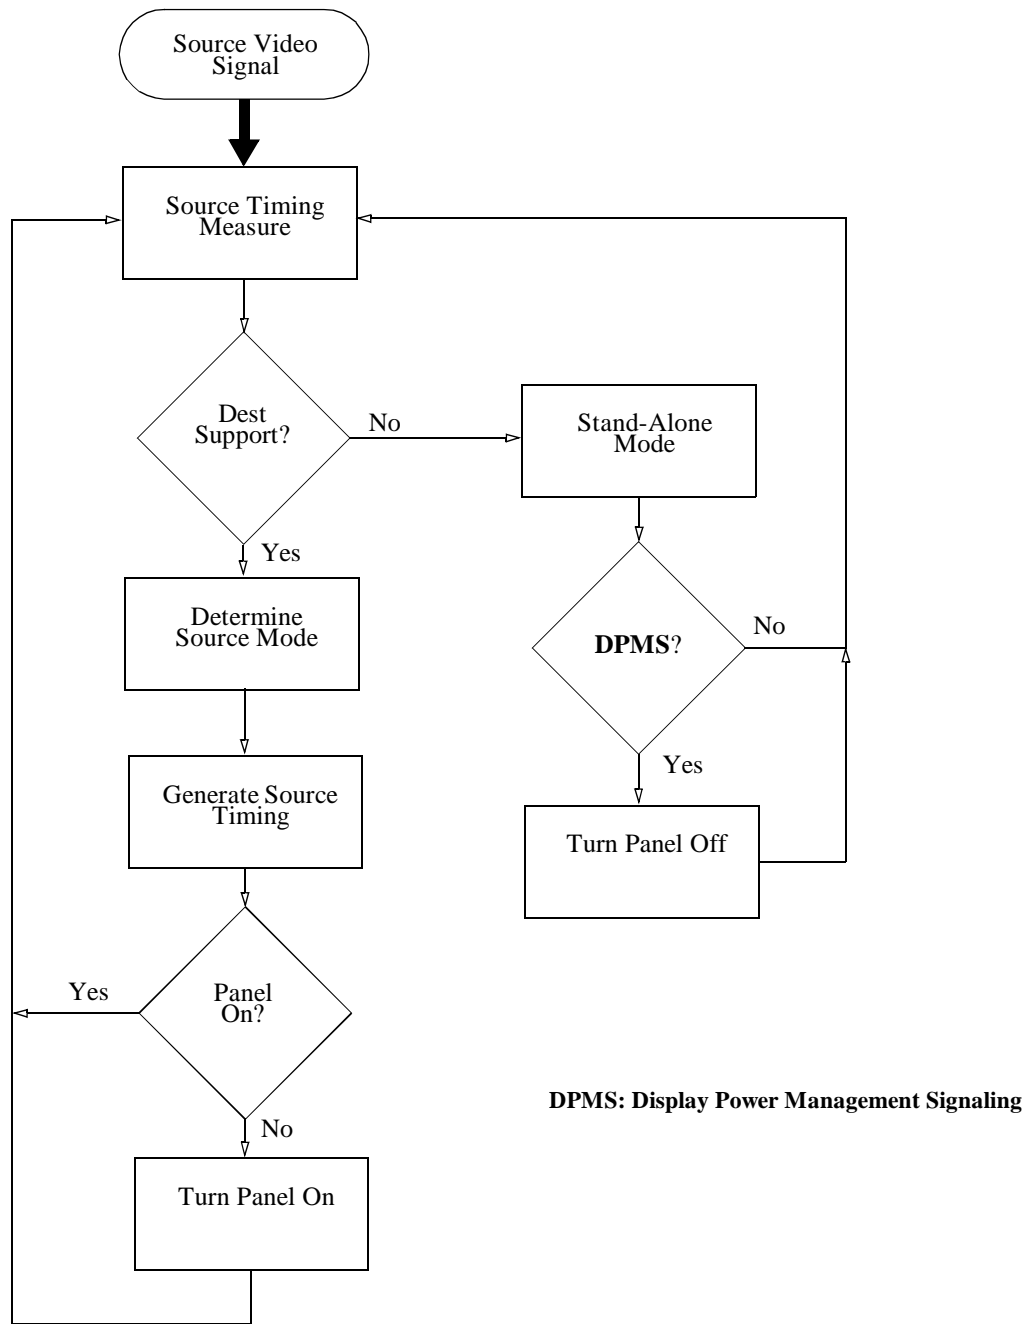 Source Video
Signal
Source Timing
Measure
Dest
Support?
No
Stand-Alone
Mode
Yes
Determine
Source Mode
DPMS?
No
Yes
Generate Source
Timing
Turn Panel Off
Yes
Panel
On?
DPMS: Display Power Management Signaling
No
Turn Panel On